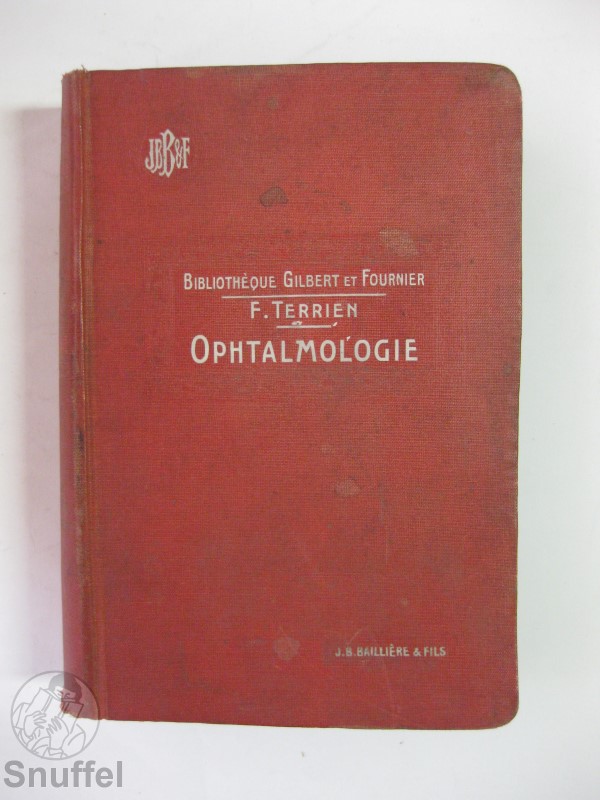 JBB&F
BIBLIOTHÈQUE GILBERT ET FOURNIER
F. TERRIEN
OPHTALMOLOGIE
J. B. BAILLIÈRE & FILS
Snuffel